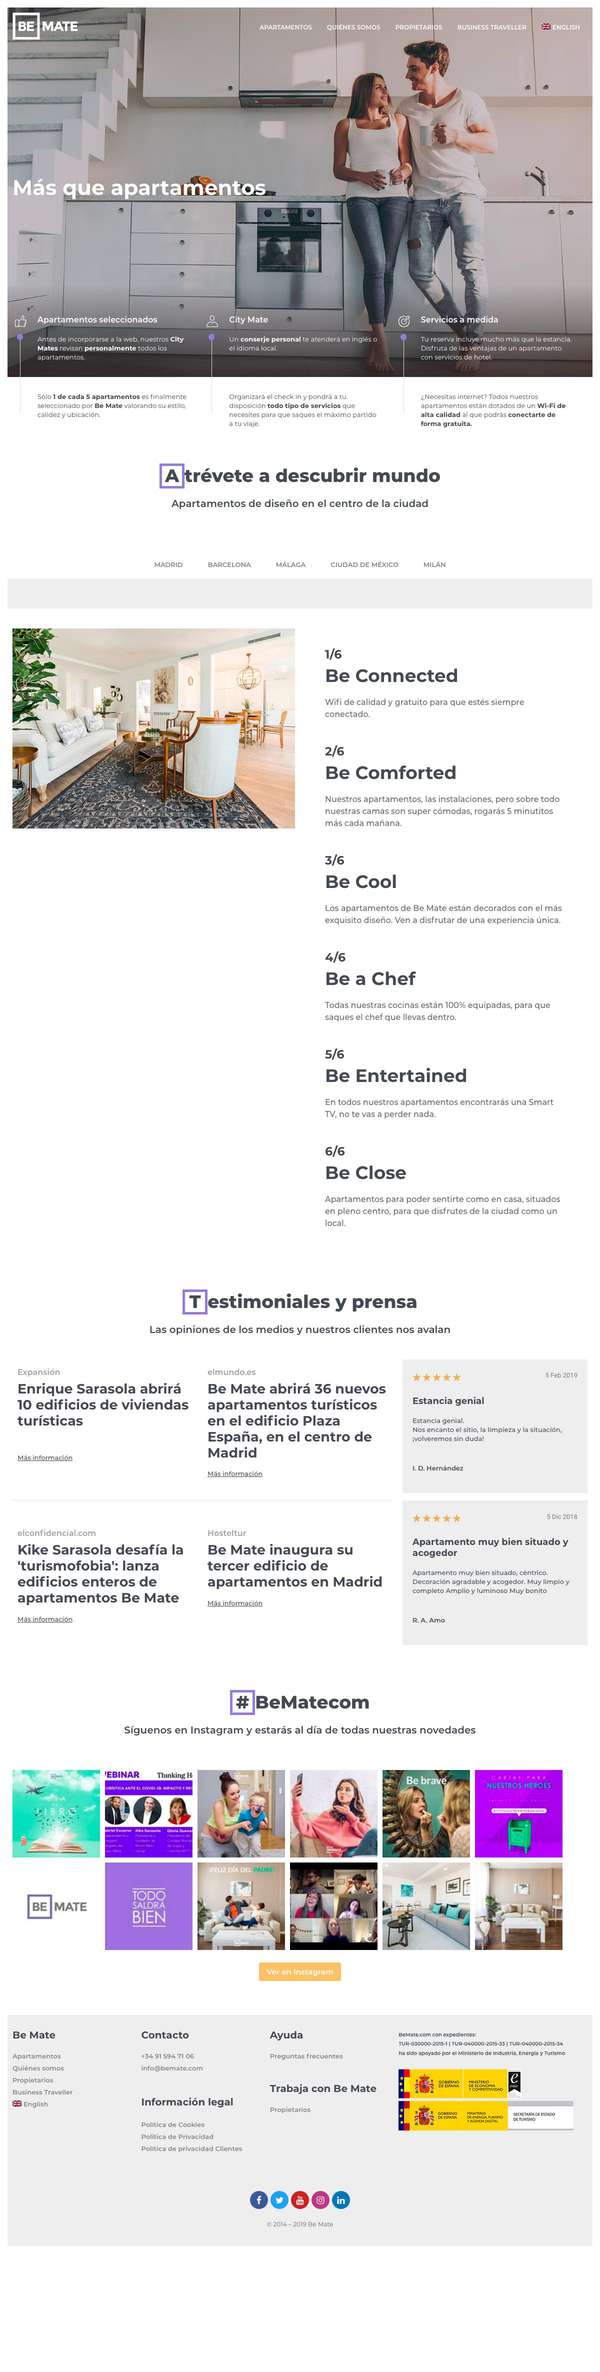 BE MATE
APARTAMENTOS
QUIÉNES SOMOS
PROPIETARIOS
BUSINESS TRAVELLER
ENGLISH
Más que apartamentos
Apartamentos seleccionados
Antes de incorporarse a la web, nuestros City
Mates revisan personalmente todos los
apartamentos.
Sólo 1 de cada 5 apartamentos es finalmente
seleccionado por Be Mate valorando su estilo,
calidez y ubicación.
City Mate
Un conserje personal te atenderá en inglés o
el idioma local.
Organizará el check in y pondrá a tu
disposición todo tipo de servicios que
necesites para que saques el máximo partido
a tu viaje.
Servicios a medida
Tu reserva incluye mucho más que la estancia.
Disfruta de las ventajas de un apartamento
con servicios de hotel.
¿Necesitas internet? Todos nuestros
apartamentos están dotados de un Wi-Fi de
alta calidad al que podrás conectarte de
forma gratuita.
Atrévete a descubrir mundo
Apartamentos de diseño en el centro de la ciudad
MADRID
BARCELONA
MÁLAGA
CIUDAD DE MÉXICO
MILÁN
1/6
Be Connected
Wifi de calidad y gratuito para que estés siempre
conectado.
2/6
Be Comforted
Nuestros apartamentos, las instalaciones, pero sobre todo
nuestras camas son super cómodas, rogarás 5 minutitos
más cada mañana.
3/6
Be Cool
Los apartamentos de Be Mate están decorados con el más
exquisito diseño. Ven a disfrutar de una experiencia única.
4/6
Be a Chef
Todas nuestras cocinas están 100% equipadas, para que
saques el chef que llevas dentro.
5/6
Be Entertained
En todos nuestros apartamentos encontrarás una Smart
TV, no te vas a perder nada.
6/6
Be Close
Apartamentos para poder sentirte como en casa, situados
en pleno centro, para que disfrutes de la ciudad como un
local.
Testimoniales y prensa
Las opiniones de los medios y nuestros clientes nos avalan
Expansión
Enrique Sarasola abrirá
10 edificios de viviendas
turísticas
Más información
elmundo.es
Be Mate abrirá 36 nuevos
apartamentos turísticos
en el edificio Plaza
España, en el centro de
Madrid
Más información
5 Feb 2019
Estancia genial
Estancia genial.
Nos encanto el sitio, la limpieza y la situación,
¡volveremos sin duda!
I. D. Hernández
elconfidencial.com
Kike Sarasola desafía la
'turismofobia': lanza
edificios enteros de
apartamentos Be Mate
Más información
Hosteltur
Be Mate inaugura su
tercer edificio de
apartamentos en Madrid
Más información
5 Dic 2018
Apartamento muy bien situado y
acogedor
Apartamento muy bien situado, céntrico.
Decoración agradable y acogedor. Muy limpio y
completo Amplio y luminoso Muy bonito
R. A. Amo
#BeMatecom
Síguenos en Instagram y estarás al día de todas nuestras novedades
LIBRO
WEBINAR
Thinking
Be brave
CARTAS PARA
NUESTROS HÉROES
BE MATE
TODO
SALDRÁ
BIEN
¡FELIZ DÍA DEL PADRE!
Ver en Instagram
Be Mate
Apartamentos
Quiénes somos
Propietarios
Business Traveller
English
Contacto
+34 91 594 71 06
info@bemate.com
Información legal
Política de Cookies
Política de Privacidad
Política de privacidad Clientes
Ayuda
Preguntas frecuentes
Trabaja con Be Mate
Propietarios
BeMate.com con expedientes:
TUR-030000-2015-1 | TUR-040000-2015-33 | TUR-040000-2015-34
ha sido apoyado por el Ministerio de Industria, Energía y Turismo
GOBIERNO
DE ESPAÑA
MINISTERIO
DE ECONOMÍA
Y COMPETITIVIDAD
GOBIERNO
DE ESPAÑA
MINISTERIO
DE ENERGÍA, TURISMO
Y AGENDA DIGITAL
SECRETARÍA DE ESTADO
DE TURISMO
© 2014 – 2019 Be Mate